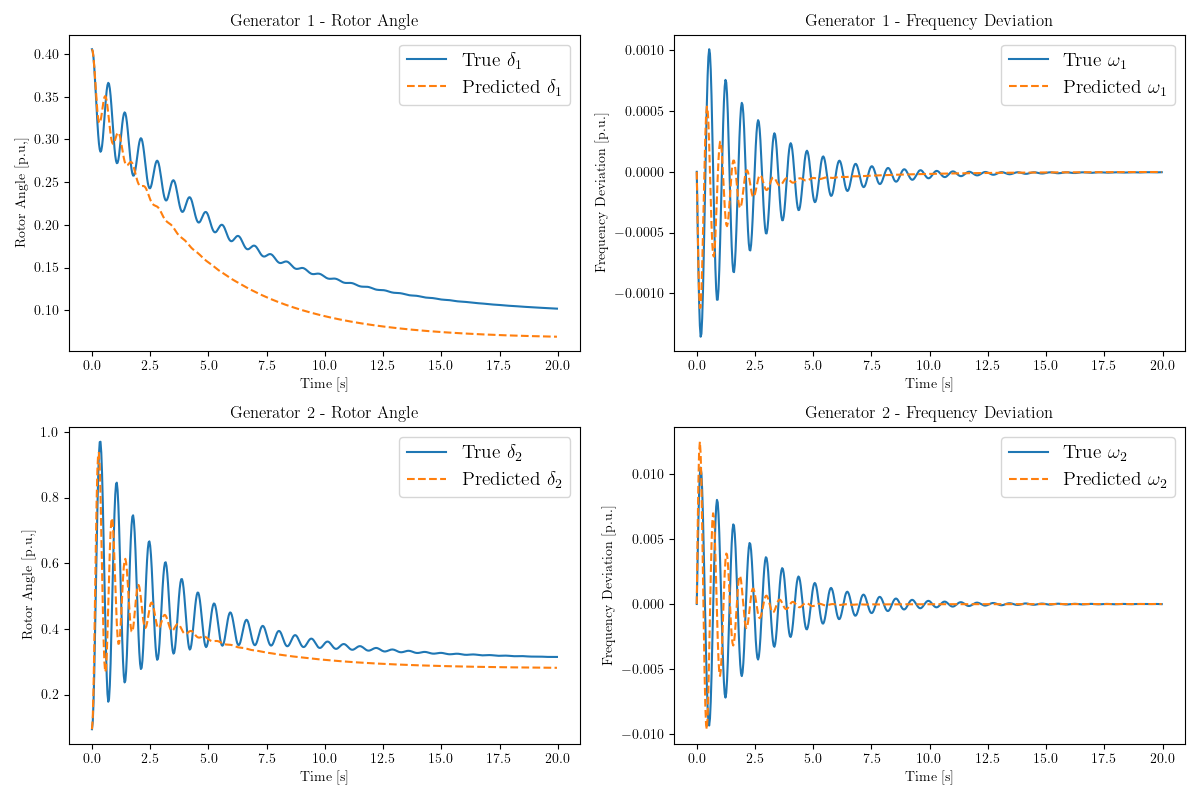 Generator 1 - Rotor Angle
True δ₁
Predicted δ₁
Rotor Angle [p.u,]
0.40
0.35
0.30
0.25
0.20
0.15
0.10
0.0 2.5 5.0 7.5 10.0 12.5 15.0 17.5 20.0
Time [s]
Generator 1 - Frequency Deviation
True ω₁
Predicted ω₁
Frequency Deviation [p.u.]
0.0010
0.0005
0.0000
−0.0005
−0.0010
0.0 2.5 5.0 7.5 10.0 12.5 15.0 17.5 20.0
Time [s]
Generator 2 - Rotor Angle
True δ₂
Predicted δ₂
Rotor Angle [p.u,]
1.0
0.8
0.6
0.4
0.2
0.0 2.5 5.0 7.5 10.0 12.5 15.0 17.5 20.0
Time [s]
Generator 2 - Frequency Deviation
True ω₂
Predicted ω₂
Frequency Deviation [p.u.]
0.010
0.005
0.000
−0.005
−0.010
0.0 2.5 5.0 7.5 10.0 12.5 15.0 17.5 20.0
Time [s]